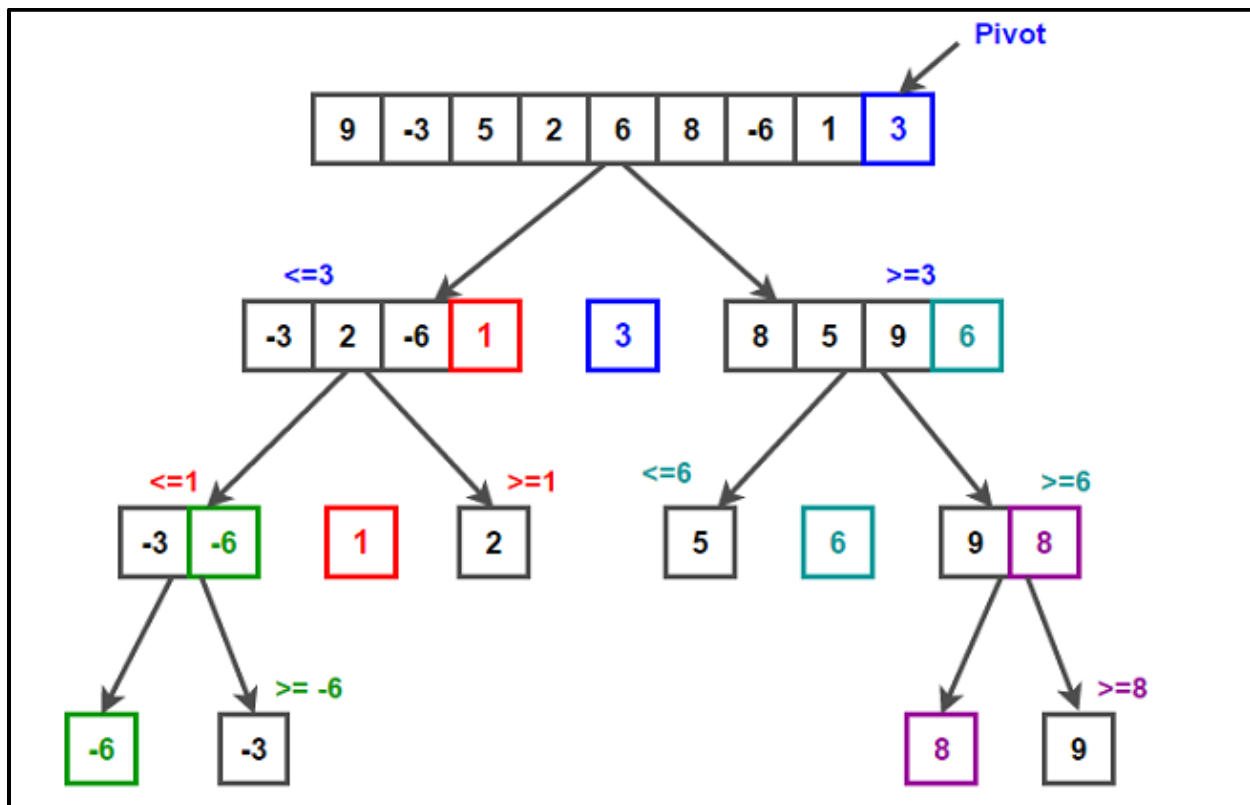 Pivot
9 -3 5 2 6 8 -6 1 3
<=3 >=3
-3 2 -6 1 3 8 5 9 6
<=1 >=1 <=6 >=6
-3 -6 1 2 5 6 9 8
>= -6 >=8
-6 -3 8 9